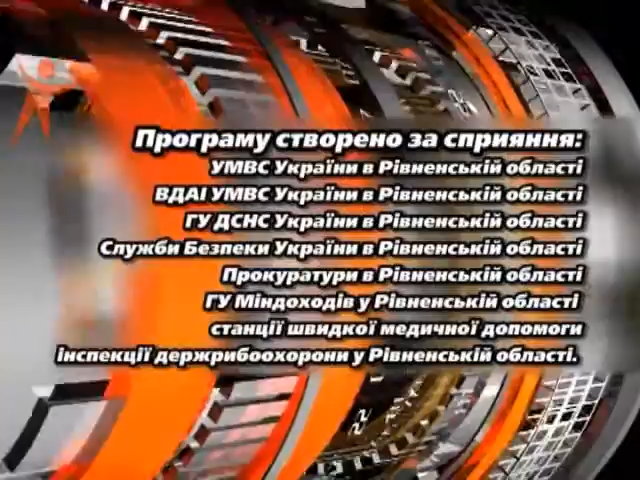 Програму створено за сприяння:
УМВС України в Рівненській області
ВДАІ УМВС України в Рівненській області
ГУ ДСНС України в Рівненській області
Служби Безпеки України в Рівненській області
Прокуратури в Рівненській області
ГУ Міндоходів у Рівненській області
станції швидкої медичної допомоги
інспекції держрибоохорони у Рівненській області.